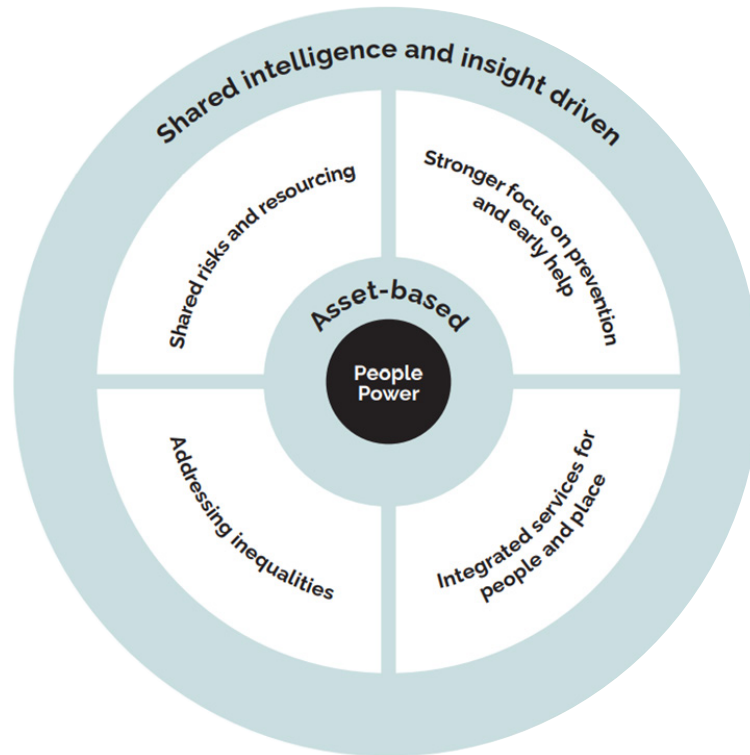 Shared intelligence and insight driven
Shared risks and resourcing
Stronger focus on prevention
and early help
Asset-based
People
Power
Addressing inequalities
Integrated services for
people and place